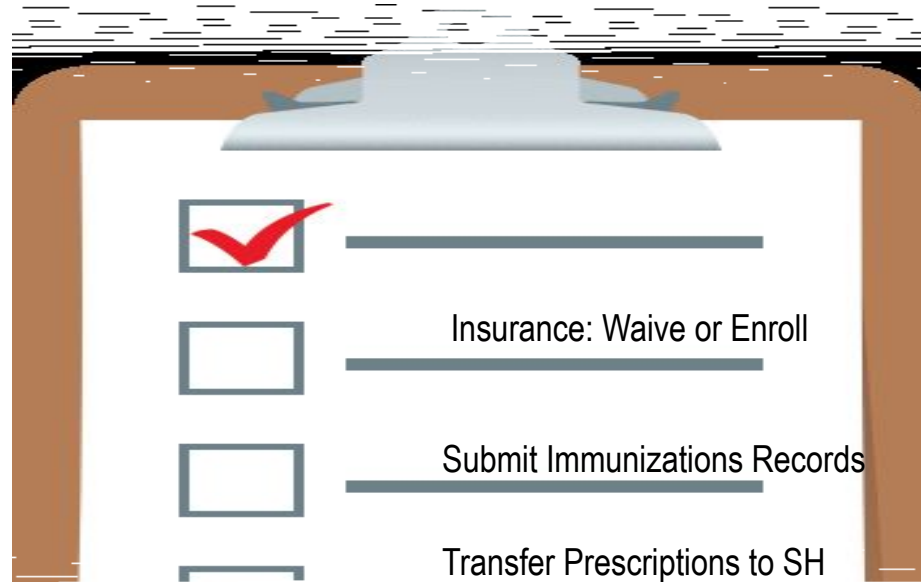 Insurance: Waive or Enroll
Submit Immunizations Records
Transfer Prescriptions to SH